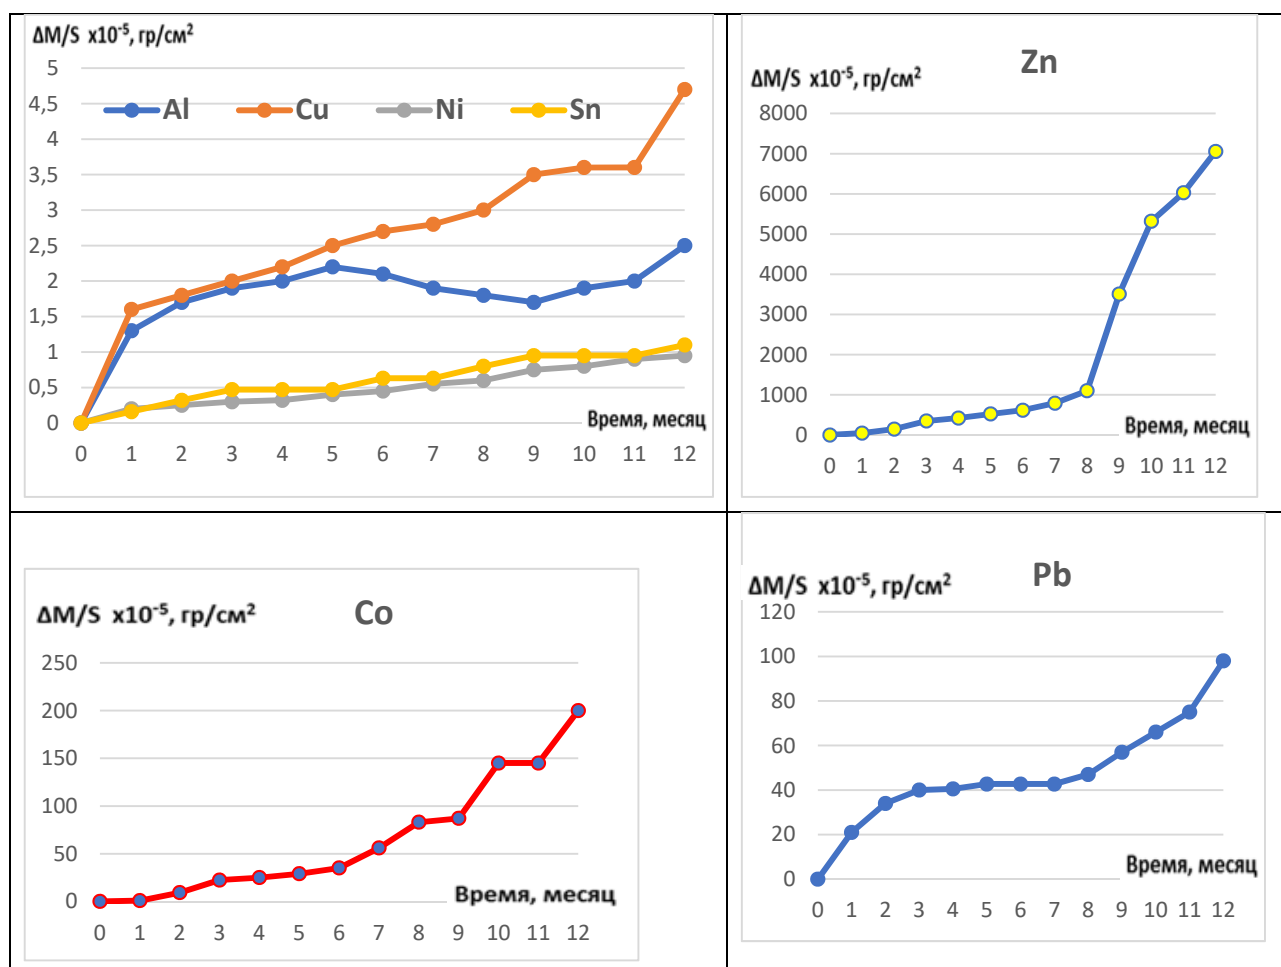 ΔM/S x10⁻⁵, гр/см²
5
4,5
4
3,5
3
2,5
2
1,5
1
0,5
0
Al Cu Ni Sn
Время, месяц
0 1 2 3 4 5 6 7 8 9 10 11 12
Zn
ΔM/S x10⁻⁵, гр/см²
8000
7000
6000
5000
4000
3000
2000
1000
0
Время, месяц
0 1 2 3 4 5 6 7 8 9 10 11 12
ΔM/S x10⁻⁵, гр/см² Co
250
200
150
100
50
0
Время, месяц
0 1 2 3 4 5 6 7 8 9 10 11 12
Pb
ΔM/S x10⁻⁵, гр/см²
120
100
80
60
40
20
0
Время, месяц
0 1 2 3 4 5 6 7 8 9 10 11 12